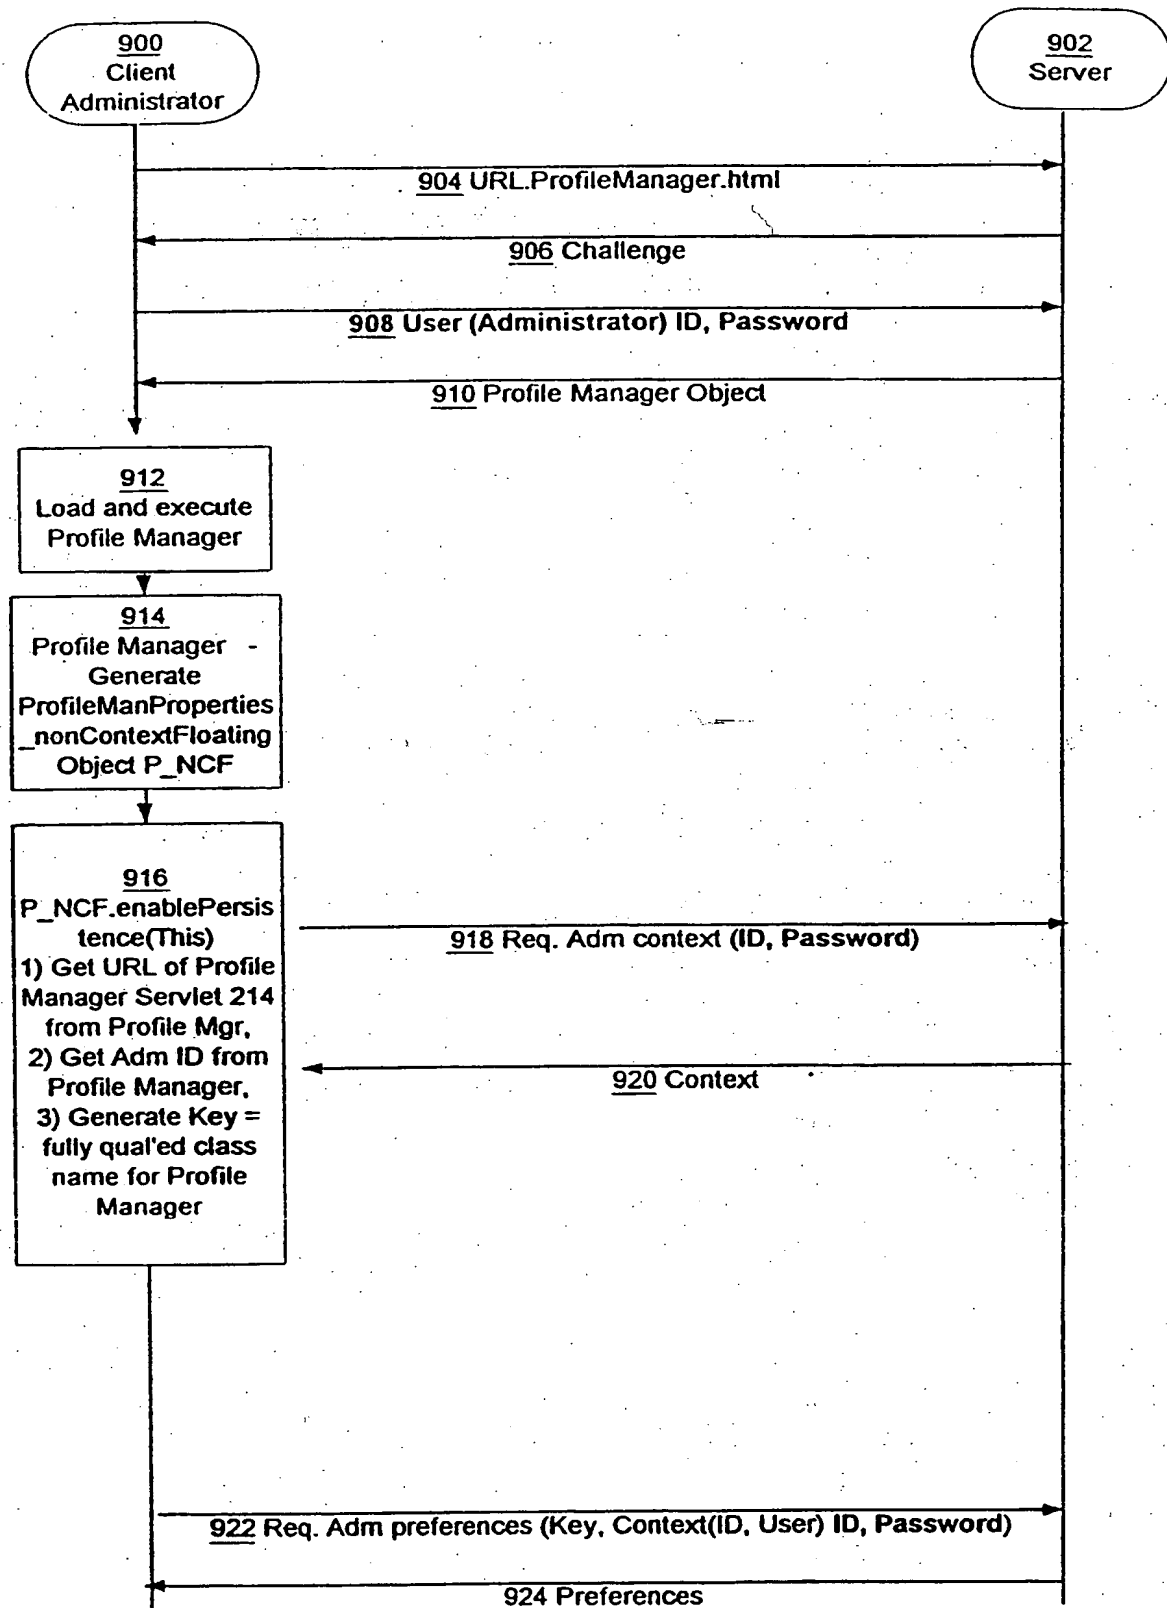 900
Client
Administrator
902
Server
904 URL.ProfileManager.html
906 Challenge
908 User (Administrator) ID, Password
910 Profile Manager Object
912
Load and execute
Profile Manager
914
Profile Manager -
Generate
ProfileManProperties
_nonContextFloating
Object P_NCF
916
P_NCF.enablePersis
tence(This)
1) Get URL of Profile
Manager Servlet 214
from Profile Mgr,
2) Get Adm ID from
Profile Manager,
3) Generate Key =
fully qual'ed class
name for Profile
Manager
918 Req. Adm context (ID, Password)
920 Context
922 Req. Adm preferences (Key, Context(ID, User) ID, Password)
924 Preferences